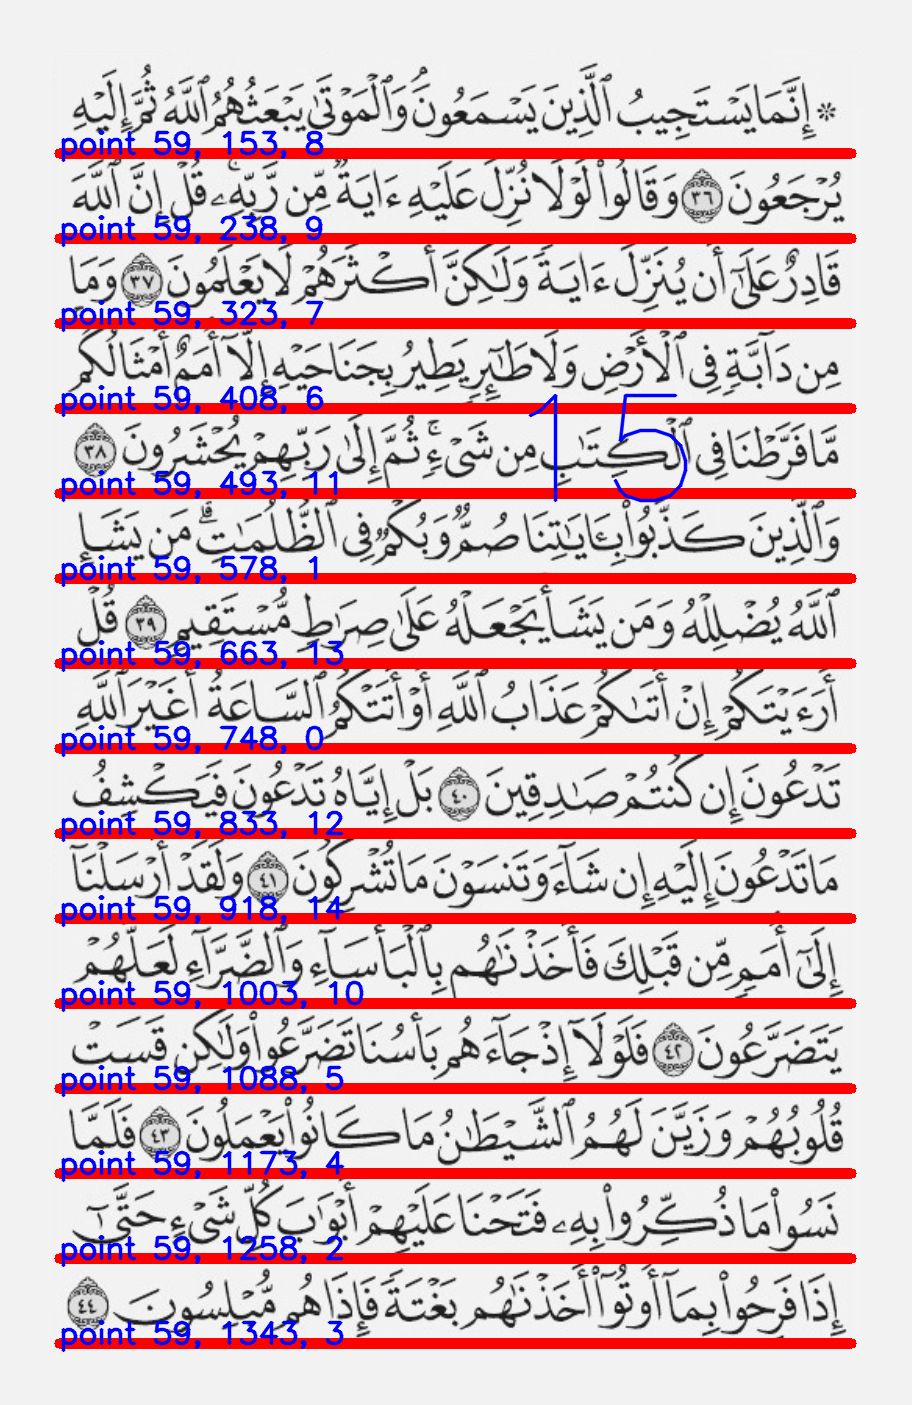 ۞ إِنَّمَا يَسْتَجِيبُ ٱلَّذِينَ يَسْمَعُونَۘ وَٱلْمَوْتَىٰ يَبْعَثُهُمُ ٱللَّهُ ثُمَّ إِلَيْهِ
point 59, 153, 8
يُرْجَعُونَ ٣٦ وَقَالُوا۟ لَوْلَا نُزِّلَ عَلَيْهِ ءَايَةٌ مِّن رَّبِّهِۦۚ قُلْ إِنَّ ٱللَّهَ
point 59, 238, 9
قَادِرٌ عَلَىٰٓ أَن يُنَزِّلَ ءَايَةً وَلَٰكِنَّ أَكْثَرَهُمْ لَا يَعْلَمُونَ ٣٧ وَمَا
point 59, 323, 7
مِن دَآبَّةٍ فِى ٱلْأَرْضِ وَلَا طَٰٓئِرٍ يَطِيرُ بِجَنَاحَيْهِ إِلَّآ أُمَمٌ أَمْثَالُكُم
point 59, 408, 6
مَّا فَرَّطْنَا فِى ٱلْكِتَٰبِ مِن شَىْءٍۚ ثُمَّ إِلَىٰ رَبِّهِمْ يُحْشَرُونَ ٣٨
15
point 59, 493, 11
وَٱلَّذِينَ كَذَّبُوا۟ بِـَٔايَٰتِنَا صُمٌّ وَبُكْمٌ فِى ٱلظُّلُمَٰتِۗ مَن يَشَإِ
point 59, 578, 1
ٱللَّهُ يُضْلِلْهُ وَمَن يَشَأْ يَجْعَلْهُ عَلَىٰ صِرَٰطٍ مُّسْتَقِيمٍ ٣٩ قُلْ
point 59, 663, 13
أَرَءَيْتَكُمْ إِنْ أَتَىٰكُمْ عَذَابُ ٱللَّهِ أَوْ أَتَتْكُمُ ٱلسَّاعَةُ أَغَيْرَ ٱللَّهِ
point 59, 748, 0
تَدْعُونَ إِن كُنتُمْ صَٰدِقِينَ ٤٠ بَلْ إِيَّاهُ تَدْعُونَ فَيَكْشِفُ
point 59, 833, 12
مَا تَدْعُونَ إِلَيْهِ إِن شَآءَ وَتَنسَوْنَ مَا تُشْرِكُونَ ٤١ وَلَقَدْ أَرْسَلْنَآ
point 59, 918, 14
إِلَىٰٓ أُمَمٍ مِّن قَبْلِكَ فَأَخَذْنَٰهُم بِٱلْبَأْسَآءِ وَٱلضَّرَّآءِ لَعَلَّهُمْ
point 59, 1003, 10
يَتَضَرَّعُونَ ٤٢ فَلَوْلَآ إِذْ جَآءَهُم بَأْسُنَا تَضَرَّعُوا۟ وَلَٰكِن قَسَتْ
point 59, 1088, 5
قُلُوبُهُمْ وَزَيَّنَ لَهُمُ ٱلشَّيْطَٰنُ مَا كَانُوا۟ يَعْمَلُونَ ٤٣ فَلَمَّا
point 59, 1173, 4
نَسُوا۟ مَا ذُكِّرُوا۟ بِهِۦ فَتَحْنَا عَلَيْهِمْ أَبْوَٰبَ كُلِّ شَىْءٍ حَتَّىٰٓ
point 59, 1258, 2
إِذَا فَرِحُوا۟ بِمَآ أُوتُوٓا۟ أَخَذْنَٰهُم بَغْتَةً فَإِذَا هُم مُّبْلِسُونَ ٤٤
point 59, 1343, 3